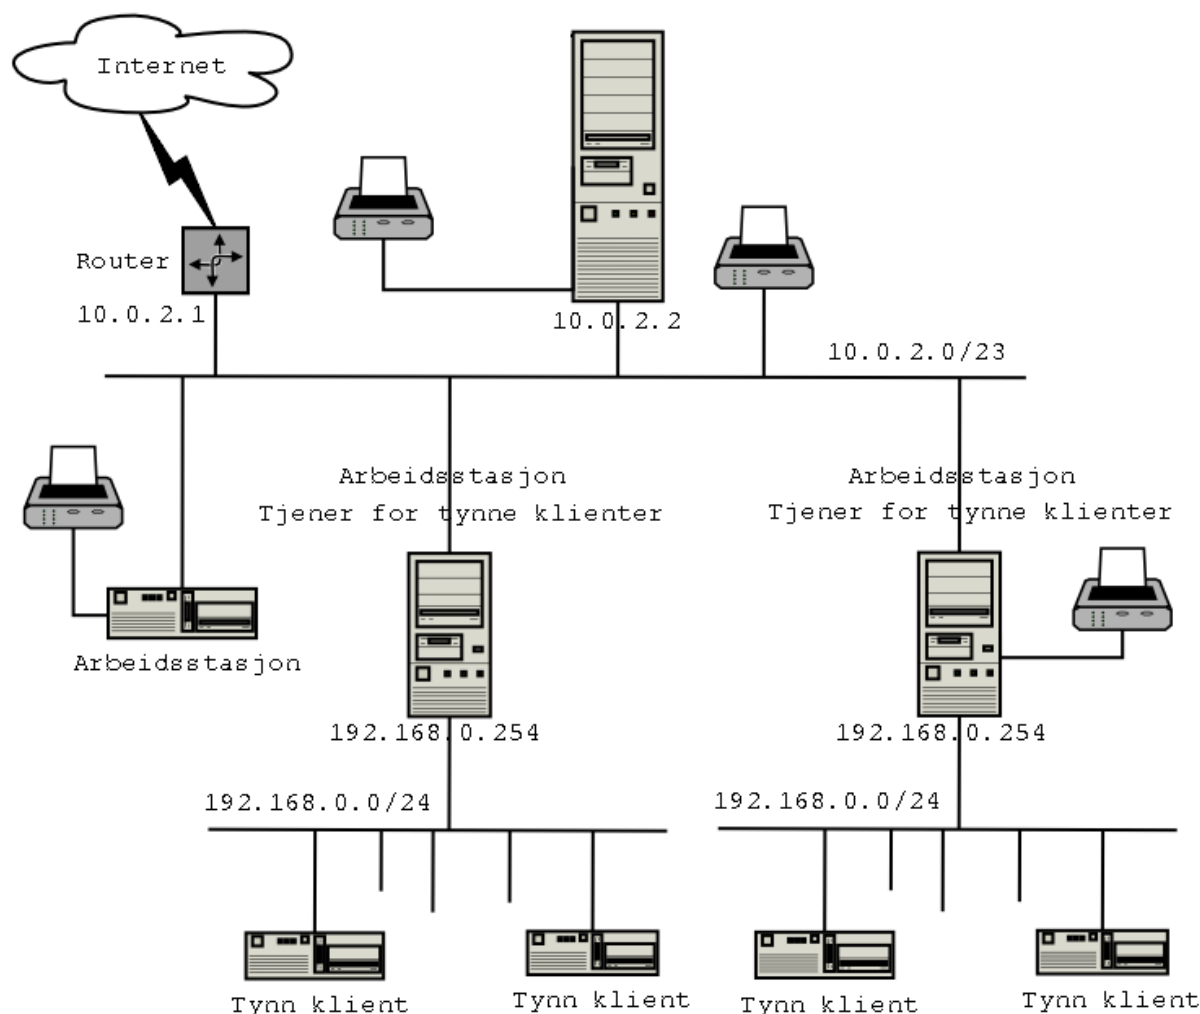 Internet
Router
10.0.2.1
10.0.2.2
10.0.2.0/23
Arbeidsstasjon
Tjener for tynne klienter
Arbeidsstasjon
Tjener for tynne klienter
Arbeidsstasjon
192.168.0.254
192.168.0.254
192.168.0.0/24
192.168.0.0/24
Tynn klient
Tynn klient
Tynn klient
Tynn klient